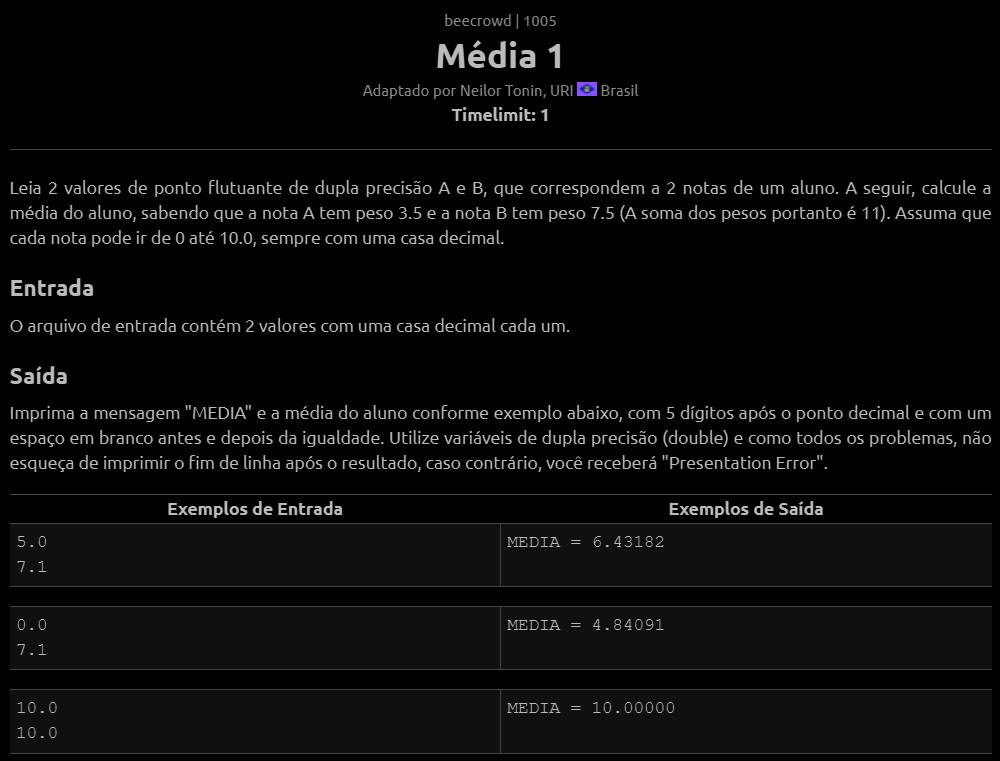 beecrowd | 1005
Média 1
Adaptado por Neilor Tonin, URI Brasil
Timelimit: 1
Leia 2 valores de ponto flutuante de dupla precisão A e B, que correspondem a 2 notas de um aluno. A seguir, calcule a
média do aluno, sabendo que a nota A tem peso 3.5 e a nota B tem peso 7.5 (A soma dos pesos portanto é 11). Assuma que
cada nota pode ir de 0 até 10.0, sempre com uma casa decimal.
Entrada
O arquivo de entrada contém 2 valores com uma casa decimal cada um.
Saída
Imprima a mensagem "MEDIA" e a média do aluno conforme exemplo abaixo, com 5 dígitos após o ponto decimal e com um
espaço em branco antes e depois da igualdade. Utilize variáveis de dupla precisão (double) e como todos os problemas, não
esqueça de imprimir o fim de linha após o resultado, caso contrário, você receberá "Presentation Error".
Exemplos de Entrada Exemplos de Saída
5.0 MEDIA = 6.43182
7.1
0.0 MEDIA = 4.84091
7.1
10.0 MEDIA = 10.00000
10.0